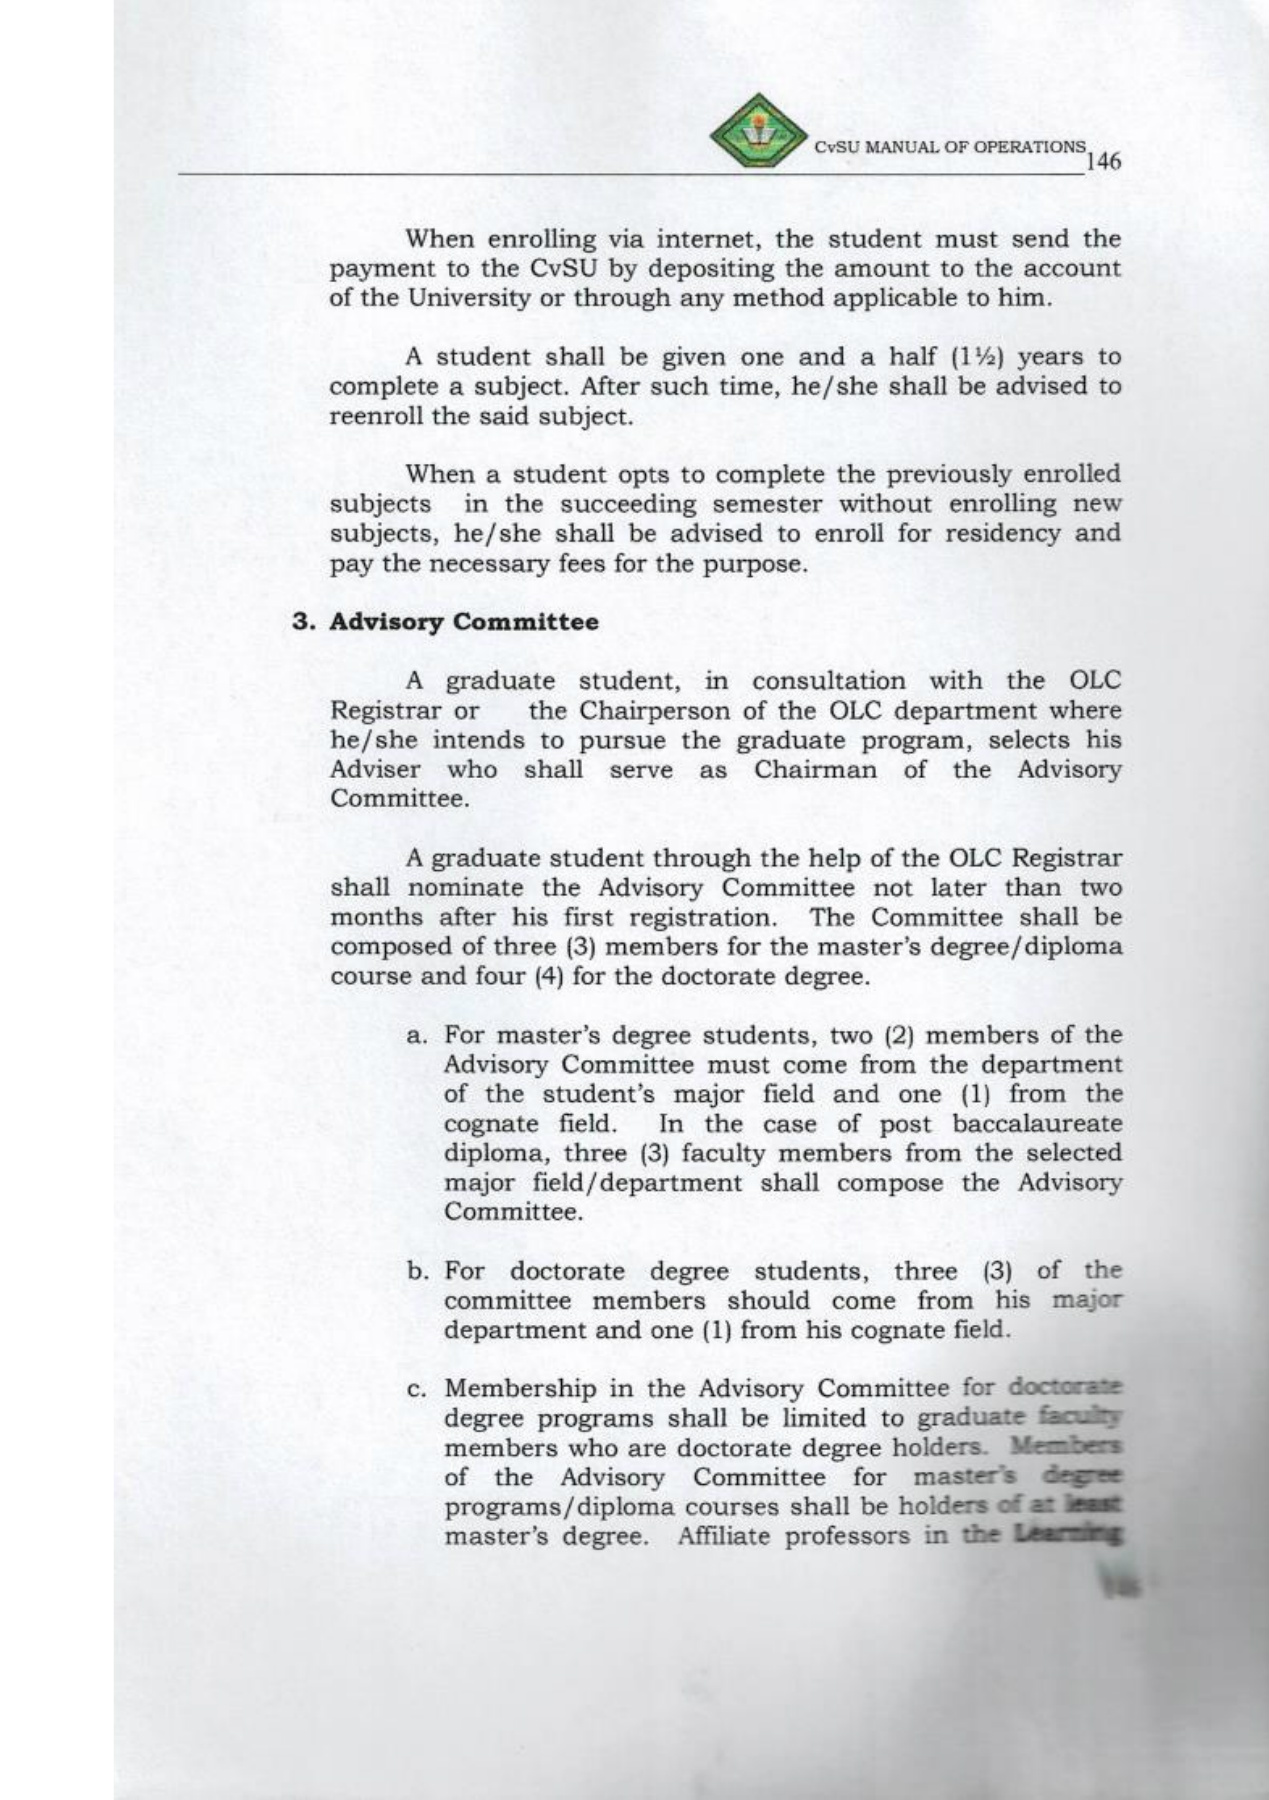 CvSU MANUAL OF OPERATIONS
146
When enrolling via internet, the student must send the
payment to the CvSU by depositing the amount to the account
of the University or through any method applicable to him.
A student shall be given one and a half (1½) years to
complete a subject. After such time, he/she shall be advised to
reenroll the said subject.
When a student opts to complete the previously enrolled
subjects in the succeeding semester without enrolling new
subjects, he/she shall be advised to enroll for residency and
pay the necessary fees for the purpose.
3. Advisory Committee
A graduate student, in consultation with the OLC
Registrar or the Chairperson of the OLC department where
he/she intends to pursue the graduate program, selects his
Adviser who shall serve as Chairman of the Advisory
Committee.
A graduate student through the help of the OLC Registrar
shall nominate the Advisory Committee not later than two
months after his first registration. The Committee shall be
composed of three (3) members for the master's degree/diploma
course and four (4) for the doctorate degree.
a. For master's degree students, two (2) members of the
Advisory Committee must come from the department
of the student's major field and one (1) from the
cognate field. In the case of post baccalaureate
diploma, three (3) faculty members from the selected
major field/department shall compose the Advisory
Committee.
b. For doctorate degree students, three (3) of the
committee members should come from his major
department and one (1) from his cognate field.
c. Membership in the Advisory Committee for doctorate
degree programs shall be limited to graduate faculty
members who are doctorate degree holders. Members
of the Advisory Committee for master's degree
programs/diploma courses shall be holders of at least
master's degree. Affiliate professors in the Learning